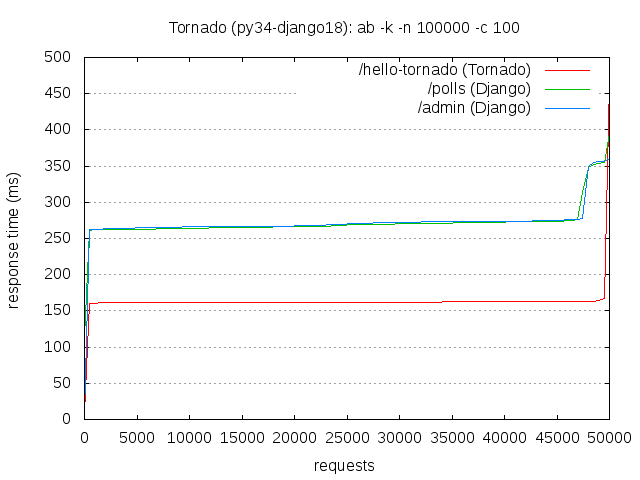 Tornado (py34-django18): ab -k -n 100000 -c 100
500
450
400
350
300
250
200
150
100
50
0
response time (ms)
/hello-tornado (Tornado)
/polls (Django)
/admin (Django)
0 5000 10000 15000 20000 25000 30000 35000 40000 45000 50000
requests